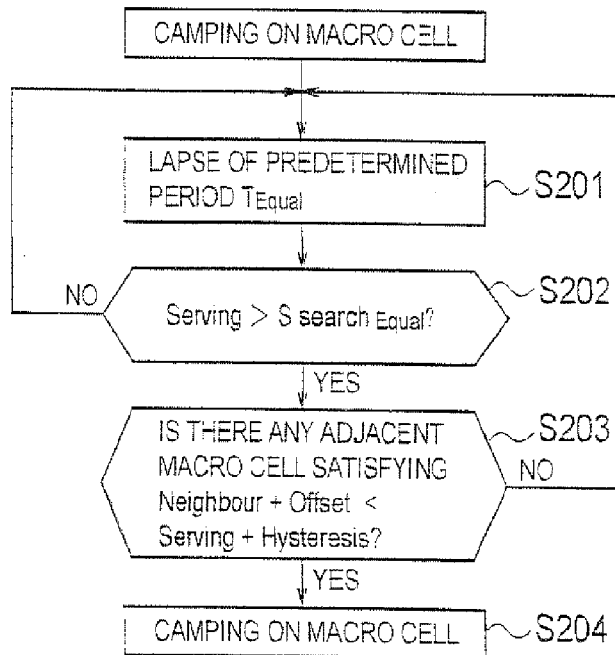 CAMPING ON MACRO CELL
LAPSE OF PREDETERMINED
PERIOD TEqual
S201
NO
Serving > S search Equal?
S202
YES
IS THERE ANY ADJACENT
MACRO CELL SATISFYING
Neighbour + Offset <
Serving + Hysteresis?
S203
NO
YES
CAMPING ON MACRO CELL
S204